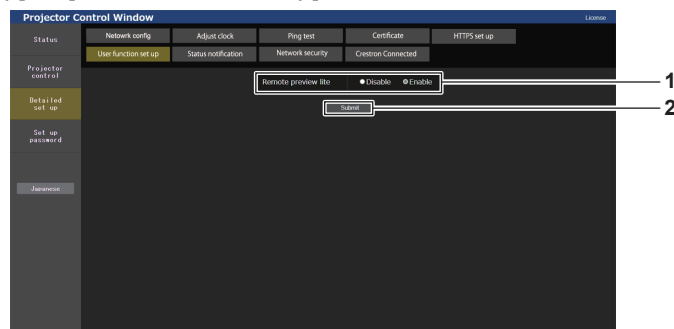 Projector Control Window
License
Status
Netowrk config
Adjust clock
Ping test
Certificate
HTTPS set up
User function set up
Status notification
Network security
Crestron Connected
Projector
control
Remote preview lite
Disable
Enable
1
Detailed
set up
Submit
2
Set up
password
Japanese